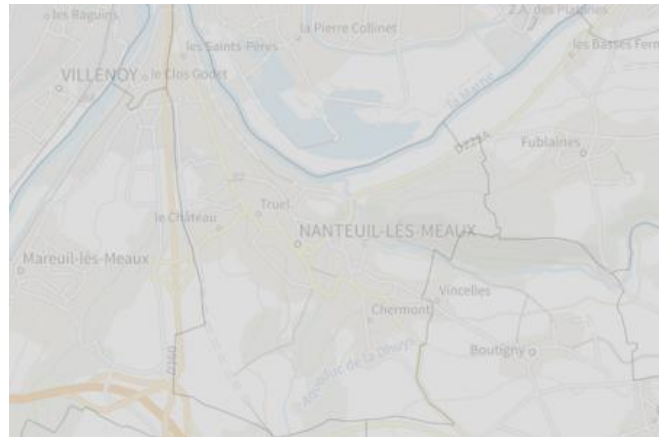 les Raguins
Z.A. des Platanes
la Pierre Collinet
les Saints-Pères
les Basses Ferm
VILLENOY
le Clos Godet
la Marne
D228A
Fublaines
Truel
le Château
NANTEUIL-LÈS-MEAUX
Mareuil-lès-Meaux
Vincelles
Chermont
D360
Boutigny
Aqueduc de la Dhuys